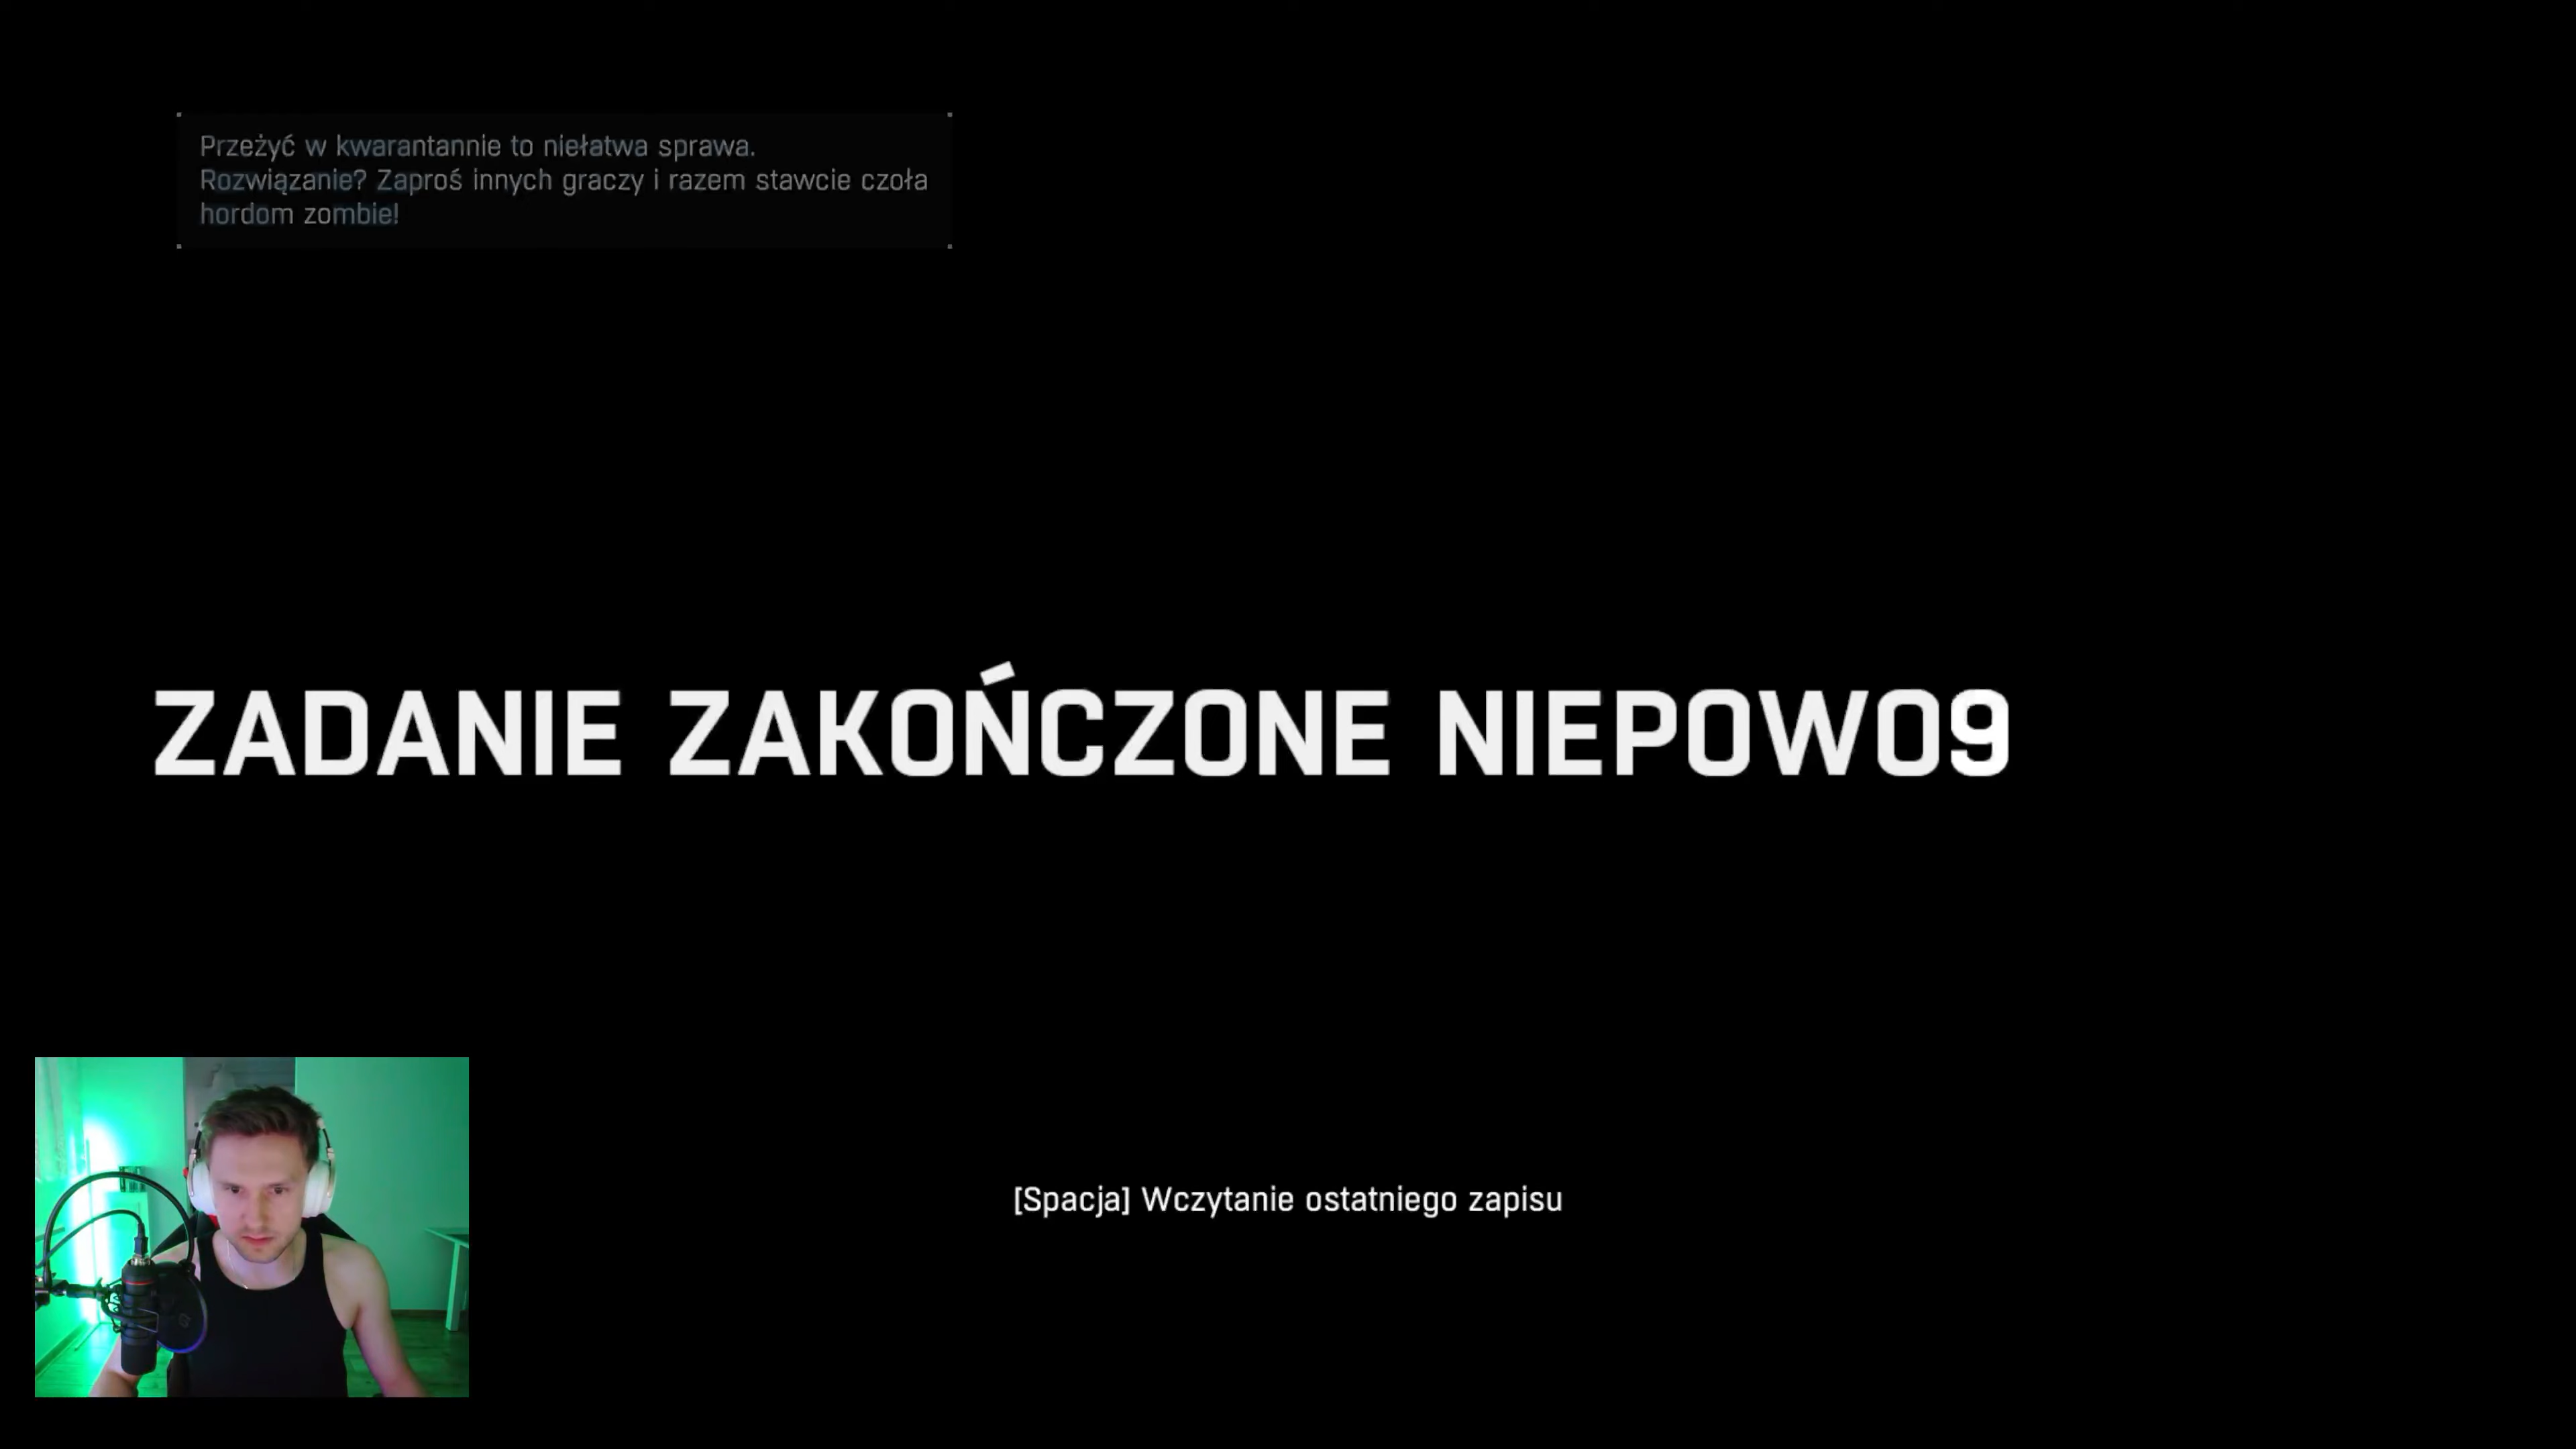 Przeżyć w kwarantannie to niełatwa sprawa.
Rozwiązanie? Zaproś innych graczy i razem stawcie czoła
hordom zombie!
ZADANIE ZAKOŃCZONE NIEPOWO9
[Spacja] Wczytanie ostatniego zapisu